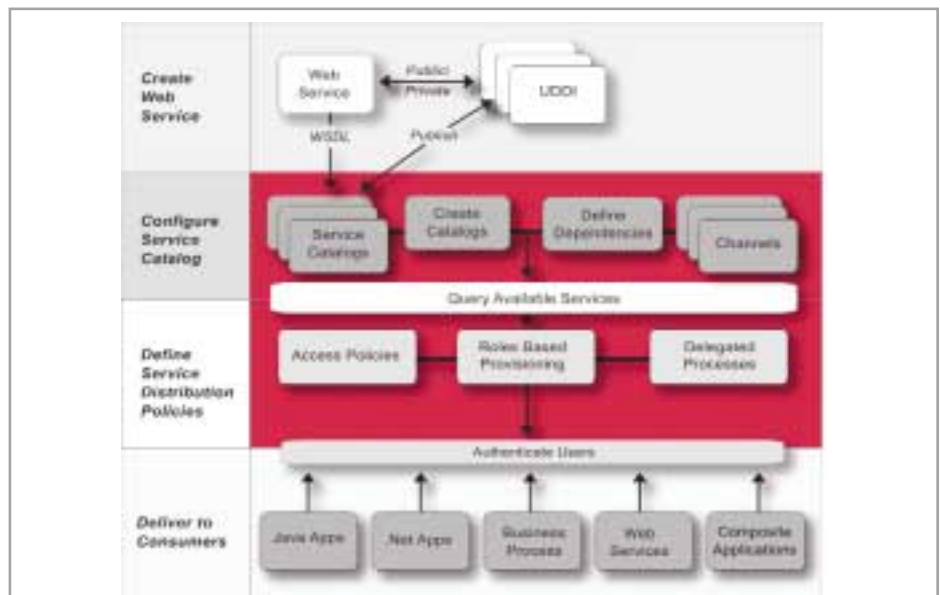 Create
Web
Service
Web
Service
Public/
Private
UDDI
WSDL
Publish
Configure
Service
Catalog
Service
Catalogs
Create
Catalogs
Define
Dependencies
Channels
Query Available Services
Define
Service
Distribution
Policies
Access Policies
Roles Based
Provisioning
Delegated
Processes
Authenticate Users
Deliver to
Consumers
Java Apps
.Net Apps
Business
Process
Web
Services
Composite
Applications